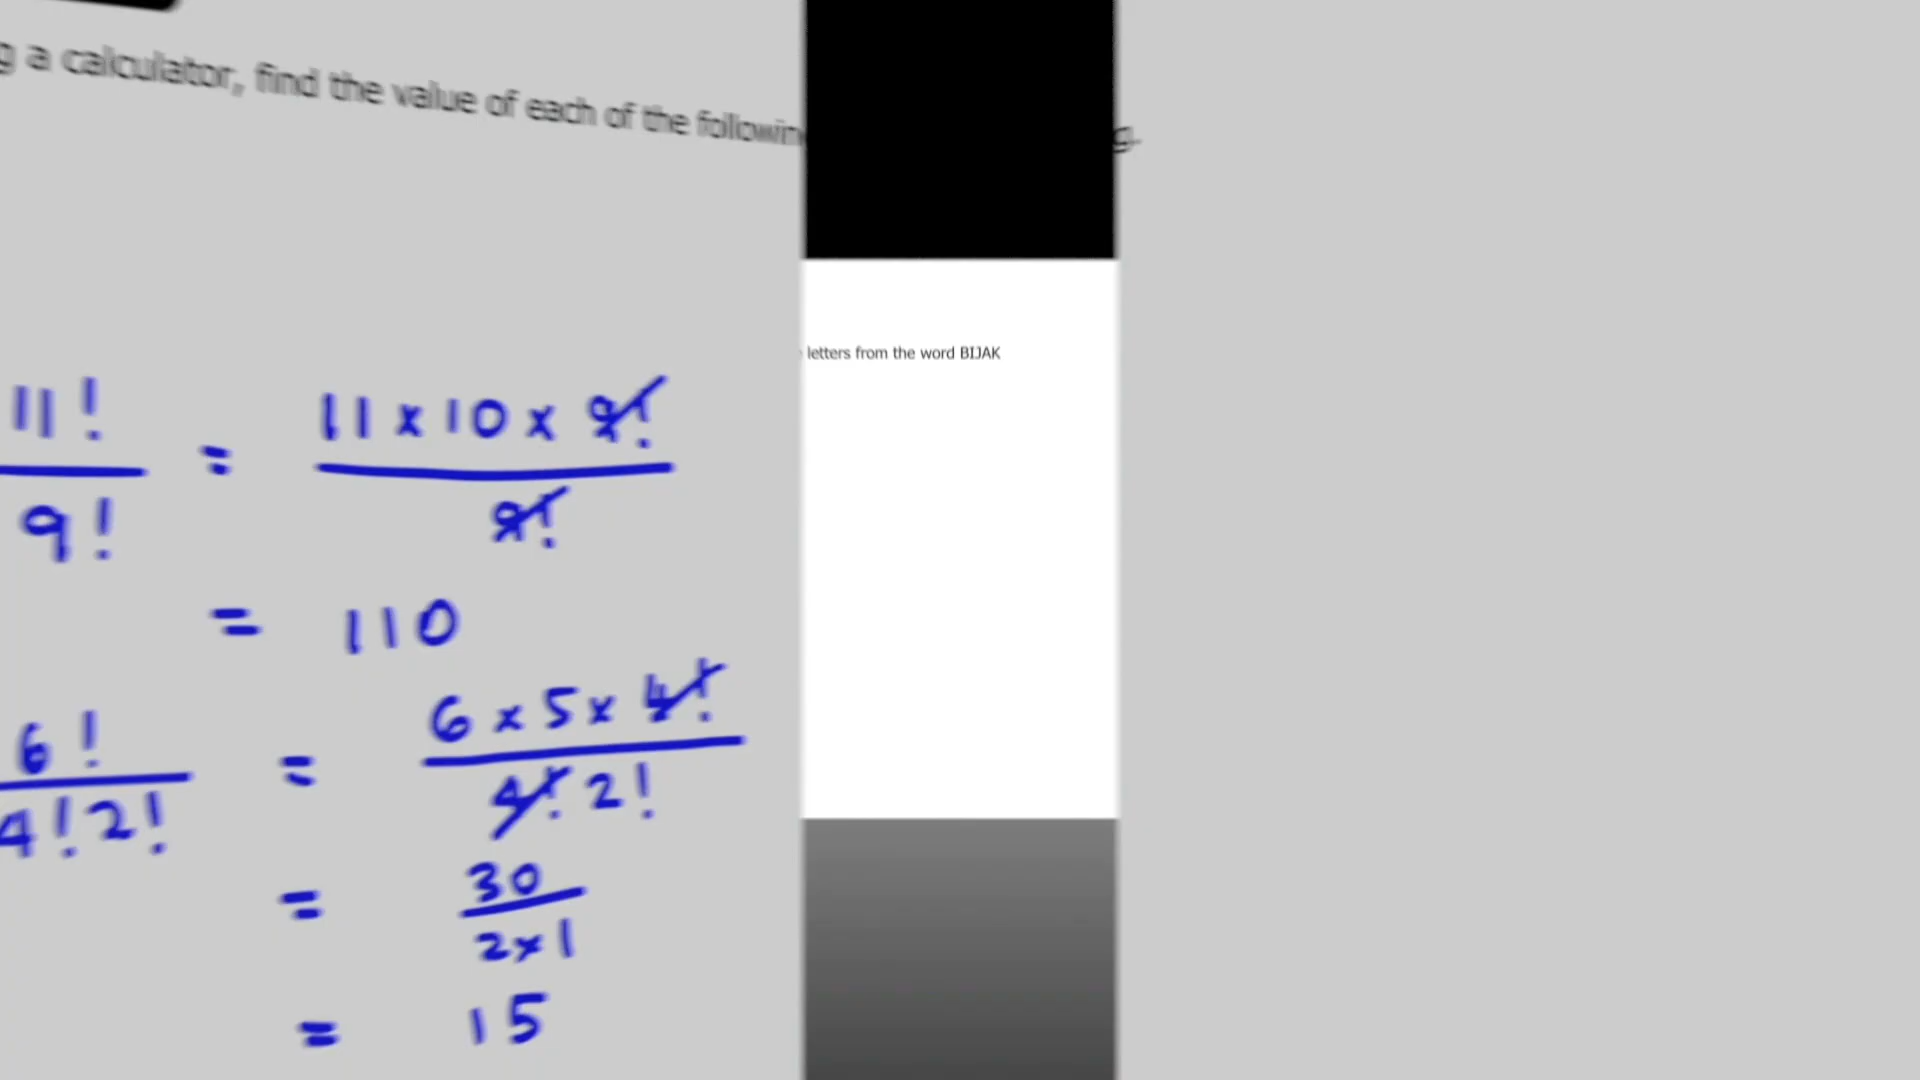 g a calculator, find the value of each of the following.
letters from the word BIJAK
11! / 9! = 11 x 10 x 9! / 9!
= 110
6! / 4! 2! = 6 x 5 x 4! / 4! 2!
= 30 / 2x1
= 15